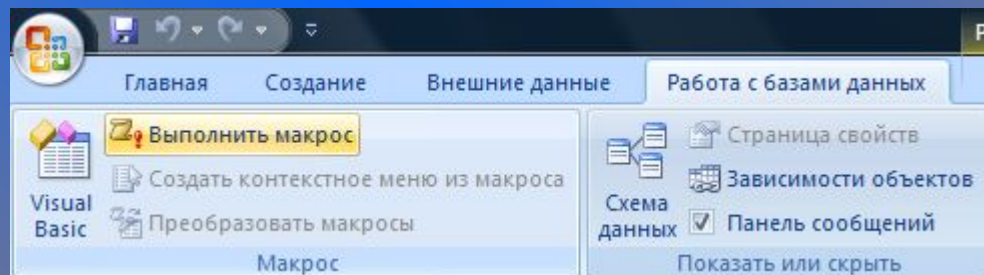 Главная Создание Внешние данные Работа с базами данных
Visual Basic
Выполнить макрос
Создать контекстное меню из макроса
Преобразовать макросы
Макрос
Схема данных
Страница свойств
Зависимости объектов
Панель сообщений
Показать или скрыть